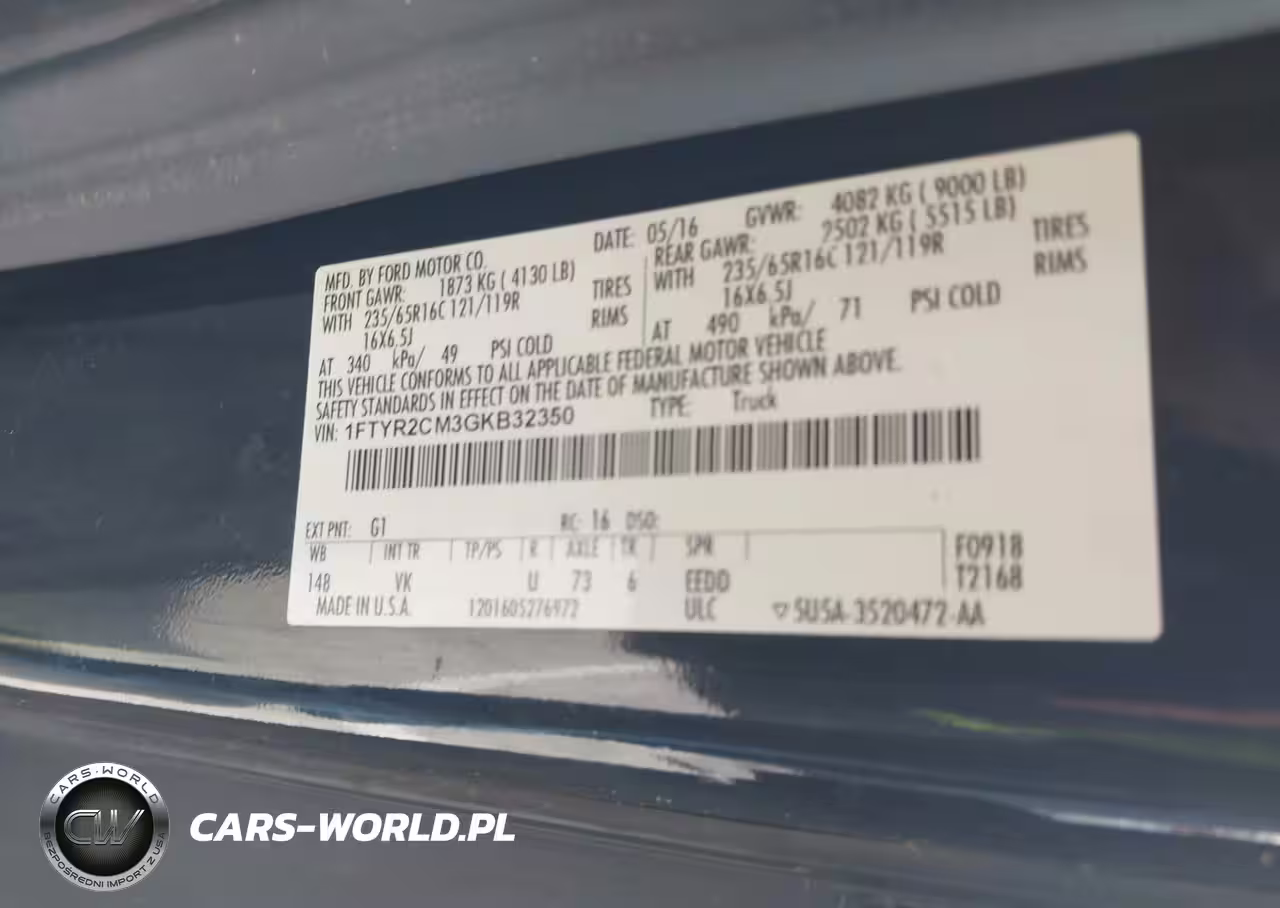 MFD. BY FORD MOTOR CO. DATE: 05/16 GVWR: 4082 KG ( 9000 LB)
FRONT GAWR: 1873 KG ( 4130 LB)
WITH 235/65R16C 121/119R TIRES
16X6.5J RIMS
AT 340 kPa/ 49 PSI COLD
REAR GAWR: 2502 KG ( 5515 LB)
WITH 235/65R16C 121/119R TIRES
16X6.5J RIMS
AT 490 kPa/ 71 PSI COLD
THIS VEHICLE CONFORMS TO ALL APPLICABLE FEDERAL MOTOR VEHICLE
SAFETY STANDARDS IN EFFECT ON THE DATE OF MANUFACTURE SHOWN ABOVE.
VIN: 1FTYR2CM3GKB32350 TYPE: Truck
EXT PNT: G1 RC: 16 DSO:
WB INT TR TP/PS R AXLE TR SPR F0918
148 VK U 73 6 EEDD T2168
MADE IN U.S.A. 1201605276972 ULC 5U5A-3520472-AA
CARS-WORLD
CW
BEZPOŚREDNI IMPORT Z USA
CARS-WORLD.PL